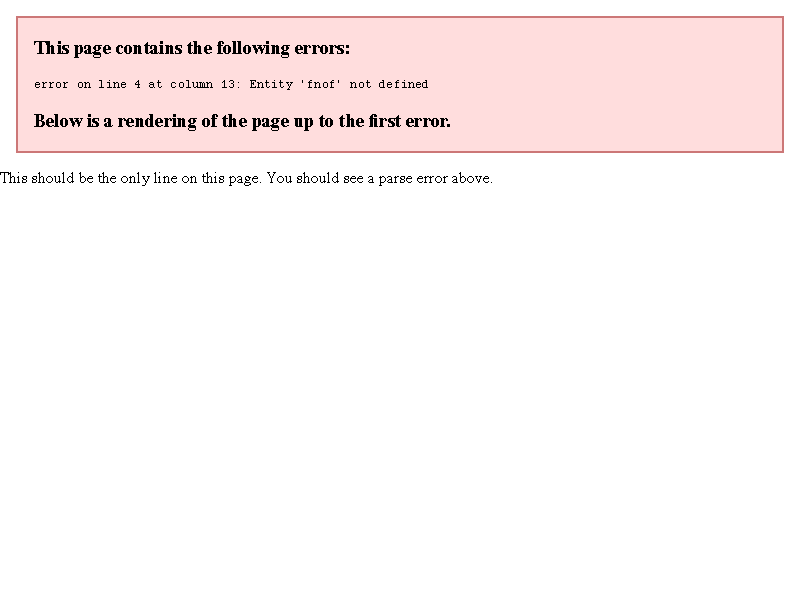 This page contains the following errors:
error on line 4 at column 13: Entity 'fnof' not defined
Below is a rendering of the page up to the first error.
This should be the only line on this page. You should see a parse error above.